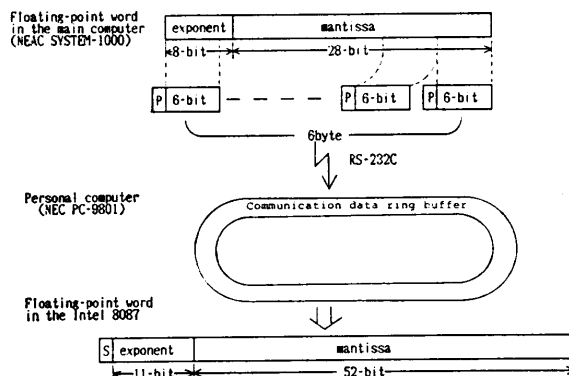 Floating-point word
in the main computer
(NEAC SYSTEM-1000)
exponent mantissa
8-bit 28-bit
P 6-bit P 6-bit P 6-bit
6byte
RS-232C
Personal computer
(NEC PC-9801)
Communication data ring buffer
Floating-point word
in the Intel 8087
S exponent mantissa
11-bit 52-bit